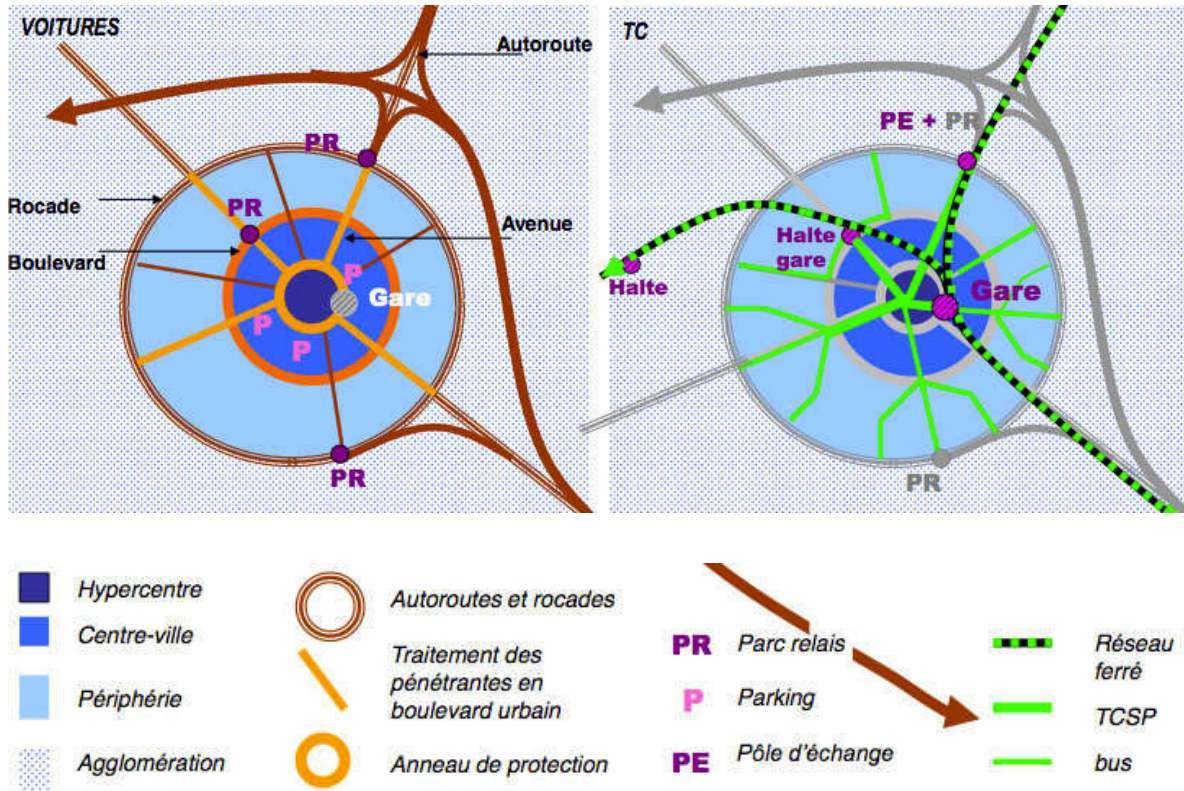 VOITURES
Autoroute
PR
Rocade
PR
Avenue
Boulevard
P
Gare
P
P
PR
TC
PE + PR
Halte
gare
Halte
Gare
PR
Hypercentre
Centre-ville
Périphérie
Agglomération
Autoroutes et rocades
Traitement des
pénétrantes en
boulevard urbain
Anneau de protection
PR Parc relais
P Parking
PE Pôle d'échange
Réseau
ferré
TCSP
bus